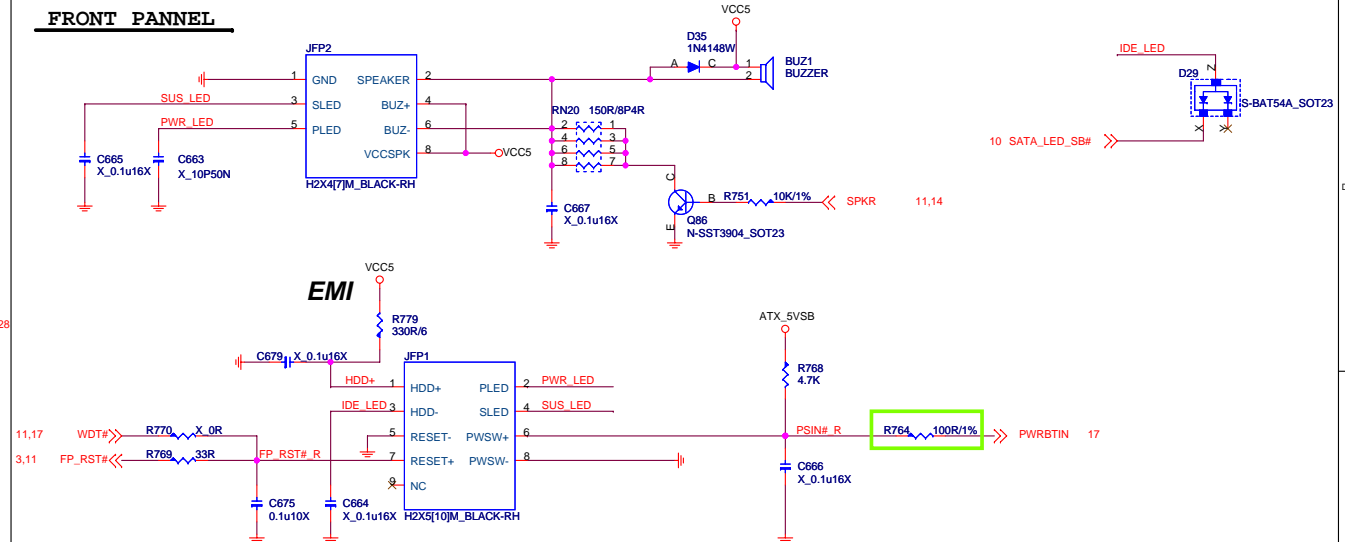 FRONT PANNEL
VCC5
JFP2
D35
1N4148W
A C
BUZ1
BUZZER
1
2
1 GND SPEAKER 2
SUS_LED
3 SLED BUZ+ 4
PWR_LED
5 PLED BUZ- 6
VCCSPK 8
VCC5
H2X4[7]M_BLACK-RH
C665
X_0.1u16X
C663
X_10P50N
RN20 150R/8P4R
2 1
4 3
6 5
8 7
C667
X_0.1u16X
C
B
E
Q86
N-SST3904_SOT23
R751 10K/1%
SPKR 11,14
IDE_LED
D29
Z
S-BAT54A_SOT23
X Y
10 SATA_LED_SB#
EMI
VCC5
R779
330R/6
C679 X_0.1u16X
JFP1
HDD+ 1 HDD+ PLED 2 PWR_LED
IDE_LED 3 HDD- SLED 4 SUS_LED
5 RESET- PWSW+ 6
7 RESET+ PWSW- 8
9 NC
H2X5[10]M_BLACK-RH
28
11,17 WDT# R770 X_0R
3,11 FP_RST# R769 33R FP_RST#_R
C675
0.1u10X
C664
X_0.1u16X
ATX_5VSB
R768
4.7K
PSIN#_R R764 100R/1% PWRBTIN 17
C666
X_0.1u16X